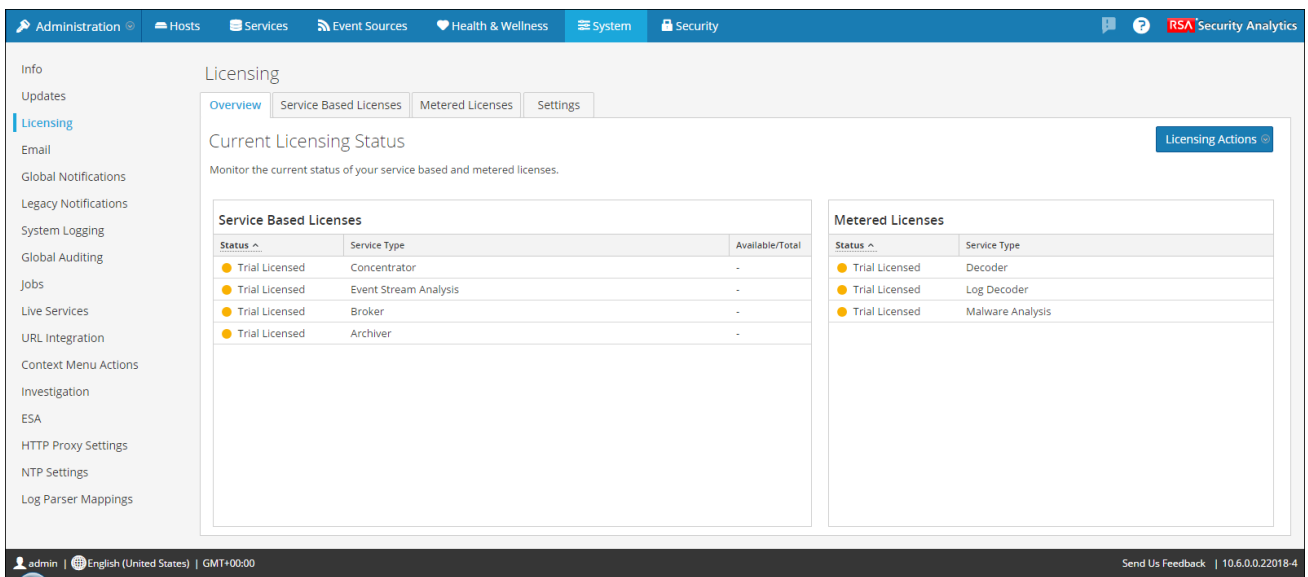 Administration Hosts Services Event Sources Health & Wellness System Security RSA Security Analytics
Info
Updates
Licensing
Email
Global Notifications
Legacy Notifications
System Logging
Global Auditing
Jobs
Live Services
URL Integration
Context Menu Actions
Investigation
ESA
HTTP Proxy Settings
NTP Settings
Log Parser Mappings
Licensing
Overview Service Based Licenses Metered Licenses Settings
Current Licensing Status
Licensing Actions
Monitor the current status of your service based and metered licenses.
Service Based Licenses
Status Service Type Available/Total
Trial Licensed Concentrator -
Trial Licensed Event Stream Analysis -
Trial Licensed Broker -
Trial Licensed Archiver -
Metered Licenses
Status Service Type
Trial Licensed Decoder
Trial Licensed Log Decoder
Trial Licensed Malware Analysis
admin | English (United States) | GMT+00:00
Send Us Feedback | 10.6.0.0.22018-4